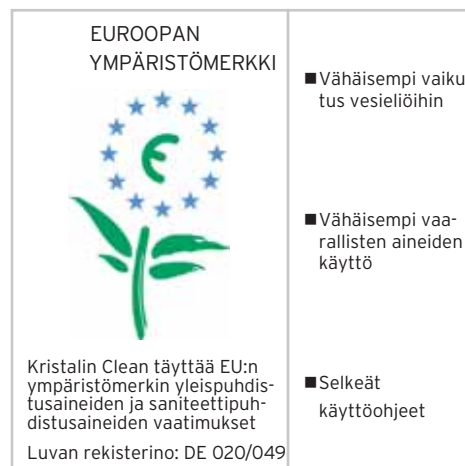 EUROOPAN
YMPÄRISTÖMERKKI
Kristalin Clean täyttää EU:n
ympäristömerkin yleispuhdis-
tusaineiden ja saniteettipuh-
distusaineiden vaatimukset
Luvan rekisterino: DE 020/049
■Vähäisempi vaiku
tus vesieliöihin
■Vähäisempi vaa-
rallisten aineiden
käyttö
■Selkeät
käyttöohjeet